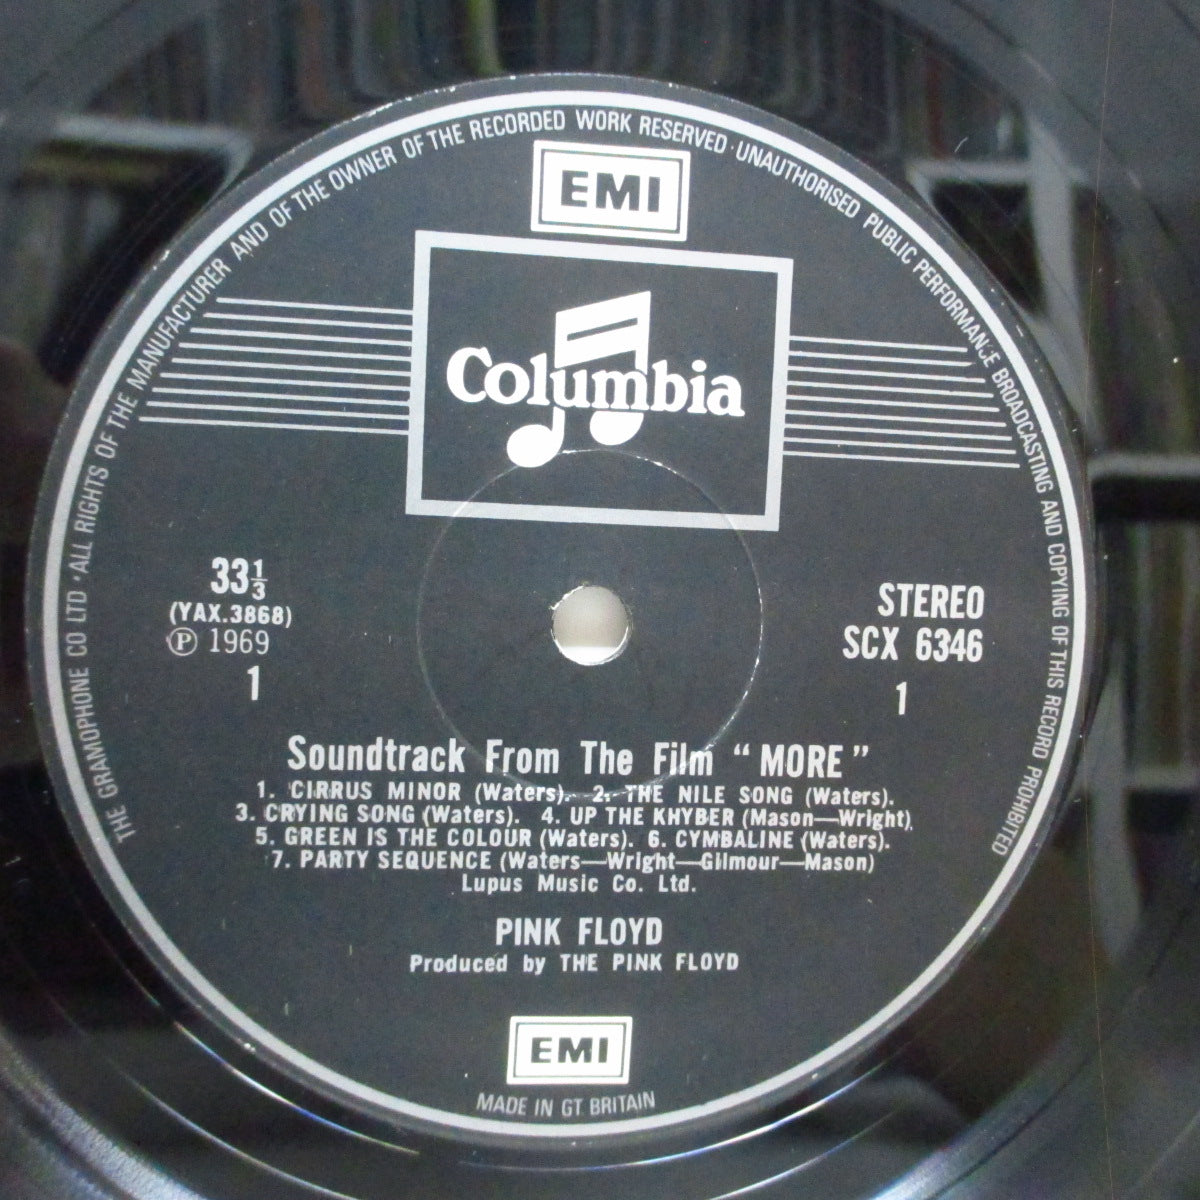 THE GRAMOPHONE CO LTD · ALL RIGHTS OF THE MANUFACTURER AND OF THE OWNER OF THE RECORDED WORK RESERVED · UNAUTHORISED PUBLIC PERFORMANCE BROADCASTING AND COPYING OF THIS RECORD PROHIBITED
EMI
Columbia
33⅓
(YAX.3868)
Ⓟ 1969
1
STEREO
SCX 6346
1
Soundtrack From The Film “MORE”
1. CIRRUS MINOR (Waters). 2. THE NILE SONG (Waters).
3. CRYING SONG (Waters). 4. UP THE KHYBER (Mason—Wright)
5. GREEN IS THE COLOUR (Waters). 6. CYMBALINE (Waters).
7. PARTY SEQUENCE (Waters—Wright—Gilmour—Mason)
Lupus Music Co. Ltd.
PINK FLOYD
Produced by THE PINK FLOYD
EMI
MADE IN GT BRITAIN